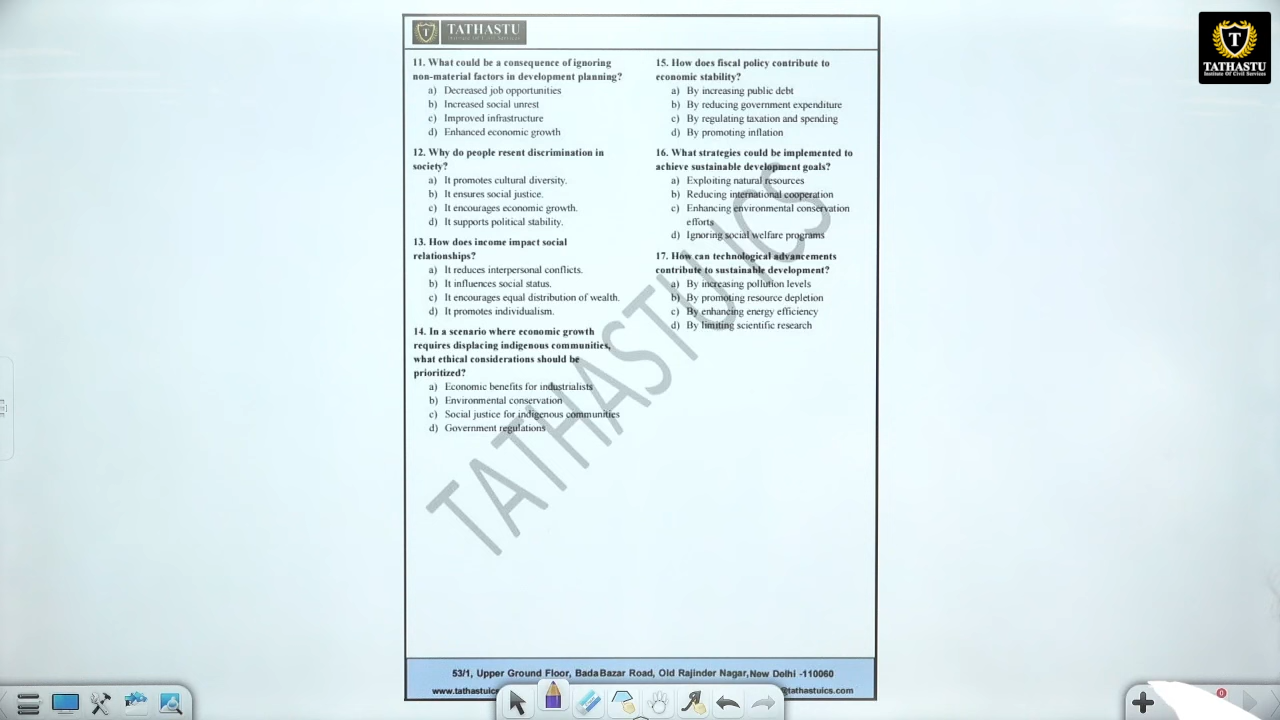 TATHASTU
Institute Of Civil Services
11. What could be a consequence of ignoring
non-material factors in development planning?
a) Decreased job opportunities
b) Increased social unrest
c) Improved infrastructure
d) Enhanced economic growth
12. Why do people resent discrimination in
society?
a) It promotes cultural diversity.
b) It ensures social justice.
c) It encourages economic growth.
d) It supports political stability.
13. How does income impact social
relationships?
a) It reduces interpersonal conflicts.
b) It influences social status.
c) It encourages equal distribution of wealth.
d) It promotes individualism.
14. In a scenario where economic growth
requires displacing indigenous communities,
what ethical considerations should be
prioritized?
a) Economic benefits for industrialists
b) Environmental conservation
c) Social justice for indigenous communities
d) Government regulations
15. How does fiscal policy contribute to
economic stability?
a) By increasing public debt
b) By reducing government expenditure
c) By regulating taxation and spending
d) By promoting inflation
16. What strategies could be implemented to
achieve sustainable development goals?
a) Exploiting natural resources
b) Reducing international cooperation
c) Enhancing environmental conservation
efforts
d) Ignoring social welfare programs
17. How can technological advancements
contribute to sustainable development?
a) By increasing pollution levels
b) By promoting resource depletion
c) By enhancing energy efficiency
d) By limiting scientific research
TATHASTU ICS
53/1, Upper Ground Floor, Bada Bazar Road, Old Rajinder Nagar, New Delhi -110060
www.tathastuics
@tathastuics.com
T
TATHASTU
Institute Of Civil Services
0